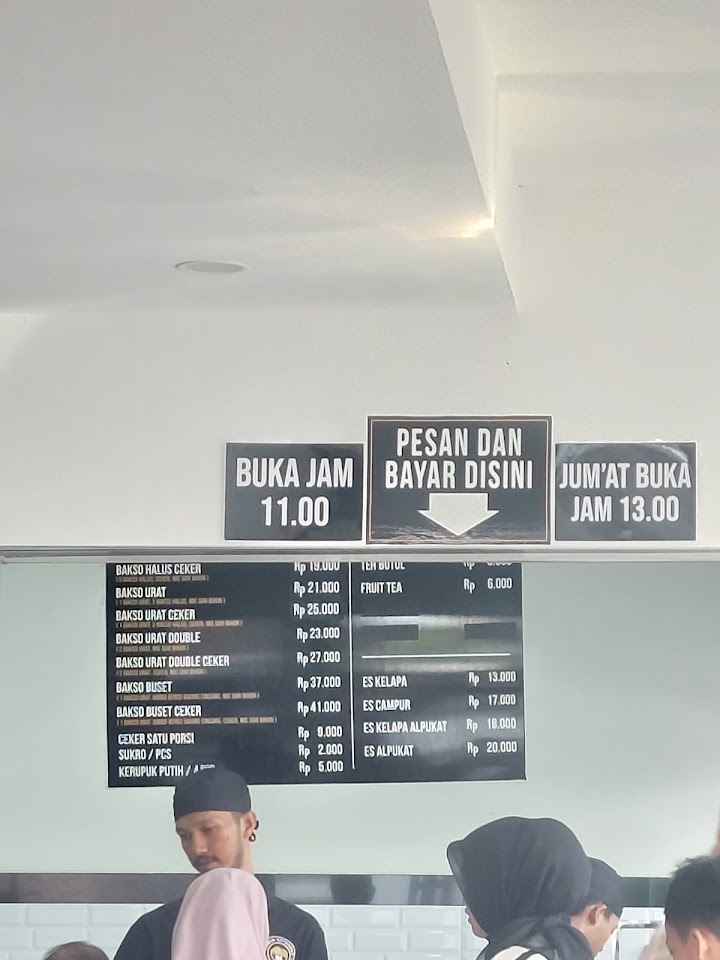 BUKA JAM
11.00
PESAN DAN
BAYAR DISINI
JUM'AT BUKA
JAM 13.00
BAKSO HALUS CEKER Rp 19.000
BAKSO URAT Rp 21.000
BAKSO URAT CEKER Rp 25.000
BAKSO URAT DOUBLE Rp 23.000
BAKSO URAT DOUBLE CEKER Rp 27.000
BAKSO BUSET Rp 37.000
BAKSO BUSET CEKER Rp 41.000
CEKER SATU PORSI Rp 9.000
SUKRO / PCS Rp 2.000
KERUPUK PUTIH / Rp 5.000
TEH BOTOL Rp
FRUIT TEA Rp 6.000
ES KELAPA Rp 13.000
ES CAMPUR Rp 17.000
ES KELAPA ALPUKAT Rp 18.000
ES ALPUKAT Rp 20.000